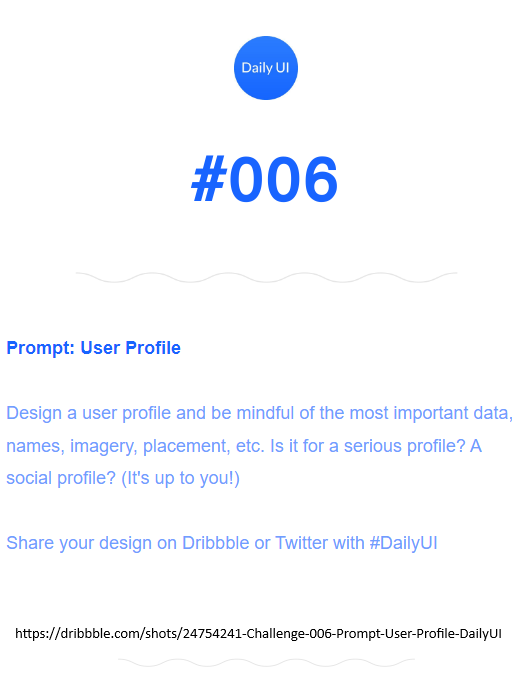 Daily UI
#006
Prompt: User Profile
Design a user profile and be mindful of the most important data,
names, imagery, placement, etc. Is it for a serious profile? A
social profile? (It's up to you!)
Share your design on Dribbble or Twitter with #DailyUI
https://dribbble.com/shots/24754241-Challenge-006-Prompt-User-Profile-DailyUI